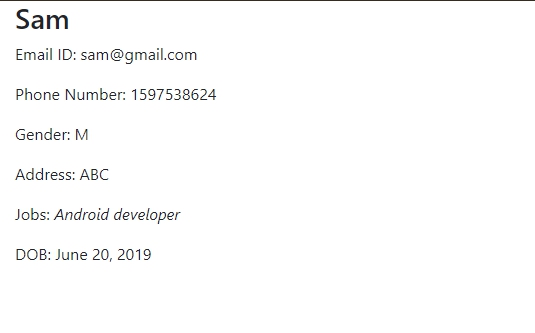 Sam
Email ID: sam@gmail.com
Phone Number: 1597538624
Gender: M
Address: ABC
Jobs: Android developer
DOB: June 20, 2019